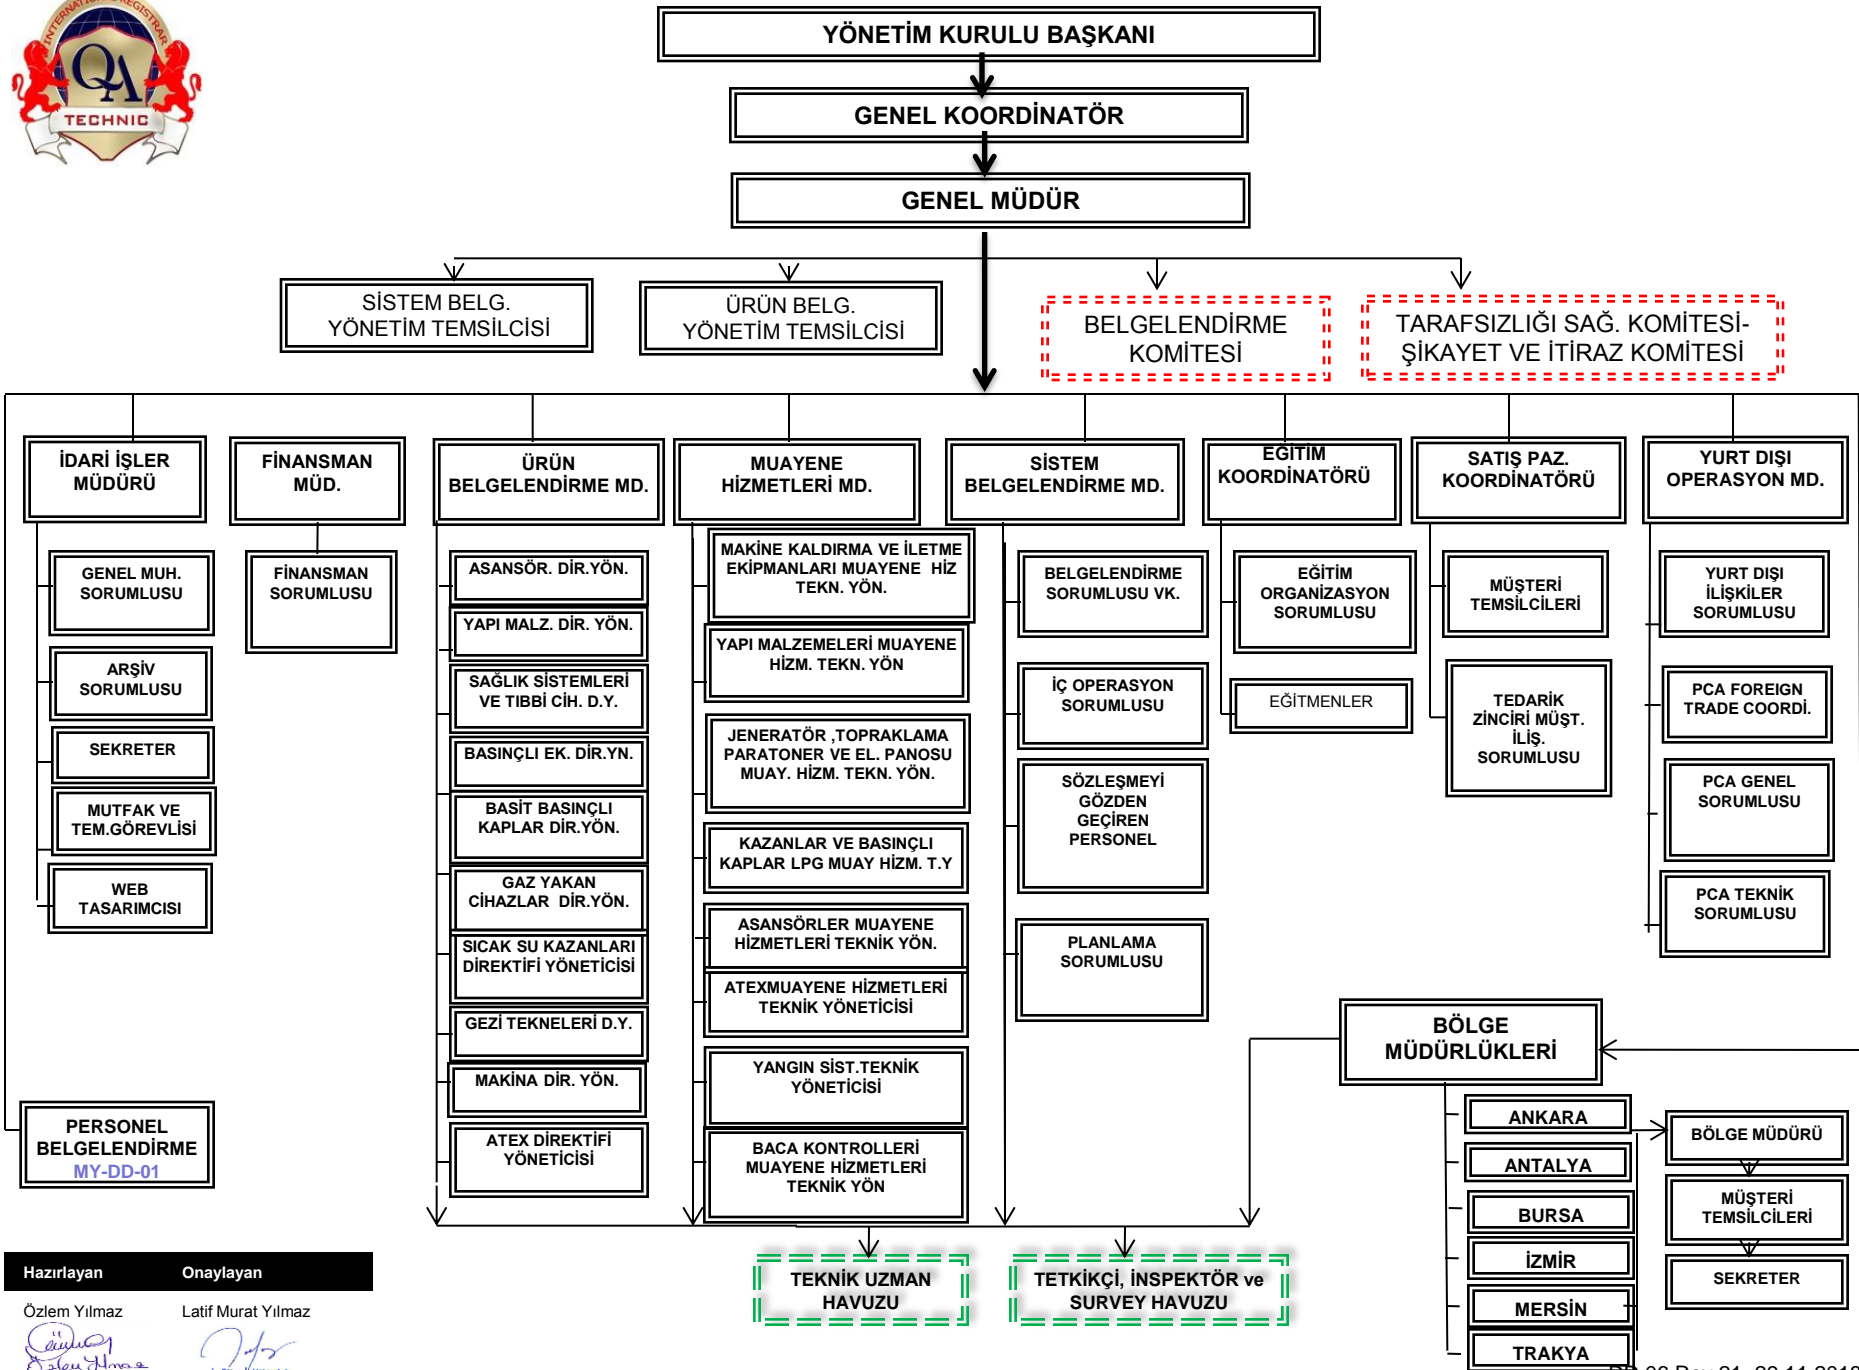 INTERNATIONAL REGISTRAR
QA
TECHNIC
YÖNETİM KURULU BAŞKANI
GENEL KOORDİNATÖR
GENEL MÜDÜR
SİSTEM BELG.
YÖNETİM TEMSİLCİSİ
ÜRÜN BELG.
YÖNETİM TEMSİLCİSİ
BELGELENDİRME
KOMİTESİ
TARAFSIZLIĞI SAĞ. KOMİTESİ-
ŞİKAYET VE İTİRAZ KOMİTESİ
İDARİ İŞLER
MÜDÜRÜ
GENEL MUH.
SORUMLUSU
ARŞİV
SORUMLUSU
SEKRETER
MUTFAK VE
TEM.GÖREVLİSİ
WEB
TASARIMCISI
PERSONEL
BELGELENDİRME
MY-DD-01
FİNANSMAN
MÜD.
FİNANSMAN
SORUMLUSU
ÜRÜN
BELGELENDİRME MD.
ASANSÖR. DİR.YÖN.
YAPI MALZ. DİR. YÖN.
SAĞLIK SİSTEMLERİ
VE TIBBİ CİH. D.Y.
BASINÇLI EK. DİR.YN.
BASİT BASINÇLI
KAPLAR DİR.YÖN.
GAZ YAKAN
CİHAZLAR DİR.YÖN.
SICAK SU KAZANLARI
DİREKTİFİ YÖNETİCİSİ
GEZİ TEKNELERİ D.Y.
MAKİNA DİR. YÖN.
ATEX DİREKTİFİ
YÖNETİCİSİ
MUAYENE
HİZMETLERİ MD.
MAKİNE KALDIRMA VE İLETME
EKİPMANLARI MUAYENE HİZ
TEKN. YÖN.
YAPI MALZEMELERİ MUAYENE
HİZM. TEKN. YÖN
JENERATÖR ,TOPRAKLAMA
PARATONER VE EL. PANOSU
MUAY. HİZM. TEKN. YÖN.
KAZANLAR VE BASINÇLI
KAPLAR LPG MUAY HİZM. T.Y
ASANSÖRLER MUAYENE
HİZMETLERİ TEKNİK YÖN.
ATEXMUAYENE HİZMETLERİ
TEKNİK YÖNETİCİSİ
YANGIN SİST.TEKNİK
YÖNETİCİSİ
BACA KONTROLLERİ
MUAYENE HİZMETLERİ
TEKNİK YÖN
SİSTEM
BELGELENDİRME MD.
BELGELENDİRME
SORUMLUSU VK.
İÇ OPERASYON
SORUMLUSU
SÖZLEŞMEYİ
GÖZDEN
GEÇİREN
PERSONEL
PLANLAMA
SORUMLUSU
EĞİTİM
KOORDİNATÖRÜ
EĞİTİM
ORGANİZASYON
SORUMLUSU
EĞİTMENLER
SATIŞ PAZ.
KOORDİNATÖRÜ
MÜŞTERİ
TEMSİLCİLERİ
TEDARİK
ZİNCİRİ MÜŞT.
İLİŞ.
SORUMLUSU
YURT DIŞI
OPERASYON MD.
YURT DIŞI
İLİŞKİLER
SORUMLUSU
PCA FOREIGN
TRADE COORDİ.
PCA GENEL
SORUMLUSU
PCA TEKNİK
SORUMLUSU
BÖLGE
MÜDÜRLÜKLERİ
ANKARA
ANTALYA
BURSA
İZMİR
MERSİN
TRAKYA
BÖLGE MÜDÜRÜ
MÜŞTERİ
TEMSİLCİLERİ
SEKRETER
TEKNİK UZMAN
HAVUZU
TETKİKÇİ, İNSPEKTÖR ve
SURVEY HAVUZU
Hazırlayan Onaylayan
Özlem Yılmaz Latif Murat Yılmaz